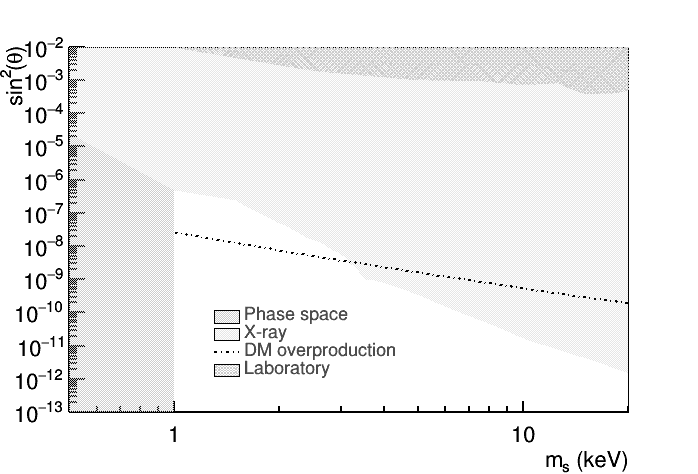 sin²(θ)
10⁻²
10⁻³
10⁻⁴
10⁻⁵
10⁻⁶
10⁻⁷
10⁻⁸
10⁻⁹
10⁻¹⁰
10⁻¹¹
10⁻¹²
10⁻¹³
Phase space
X-ray
DM overproduction
Laboratory
1 10
mₛ (keV)